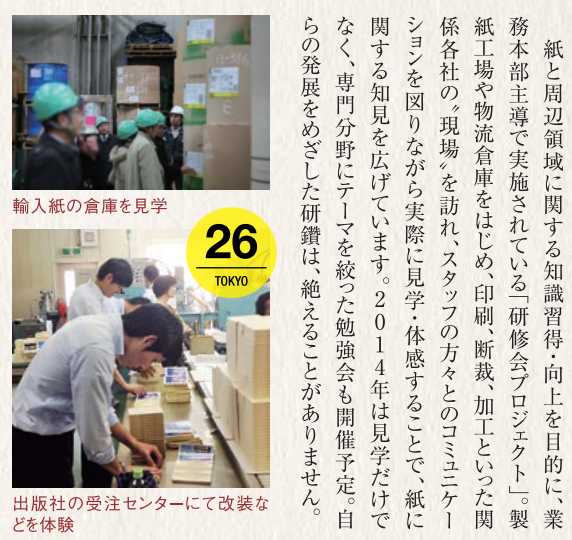 紙と周辺領域に関する知識習得・向上を目的に、業
務本部主導で実施されている「研修会プロジェクト」。製
紙工場や物流倉庫をはじめ、印刷、断裁、加工といった関
係各社の〝現場〟を訪れ、スタッフの方々とのコミュニケー
ションを図りながら実際に見学・体感することで、紙に
関する知見を広げています。2014年は見学だけで
なく、専門分野にテーマを絞った勉強会も開催予定。自
らの発展をめざした研鑽は、絶えることがありません。
輸入紙の倉庫を見学
26
TOKYO
出版社の受注センターにて改装な
どを体験